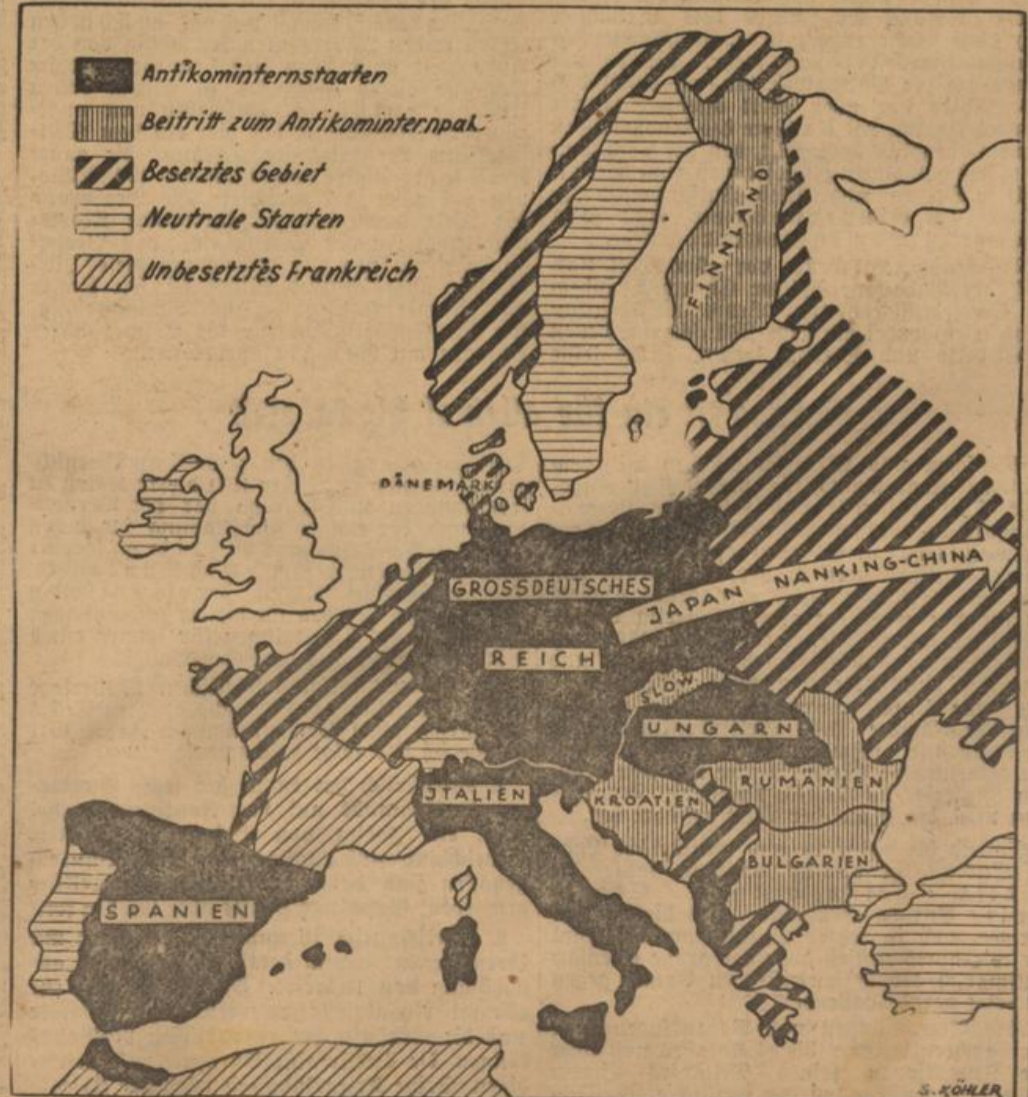 Antikominternstaaten
Beitritt zum Antikominternpak.
Besetztes Gebiet
Neutrale Staaten
Unbesetztes Frankreich
FINNLAND
DÄNEMARK
GROSSDEUTSCHES
REICH
JAPAN NANKING-CHINA
SLOW.
UNGARN
RUMÄNIEN
JTALIEN
KROATIEN
BULGARIEN
SPANIEN
S. KÖHLER